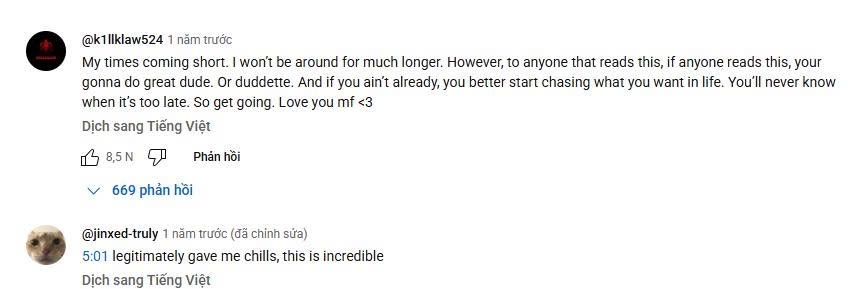 @k1llklaw524 1 năm trước
My times coming short. I won't be around for much longer. However, to anyone that reads this, if anyone reads this, your
gonna do great dude. Or duddette. And if you ain't already, you better start chasing what you want in life. You'll never know
when it's too late. So get going. Love you mf <3
Dịch sang Tiếng Việt
8,5 N Phản hồi
669 phản hồi
@jinxed-truly 1 năm trước (đã chỉnh sửa)
5:01 legitimately gave me chills, this is incredible
Dịch sang Tiếng Việt